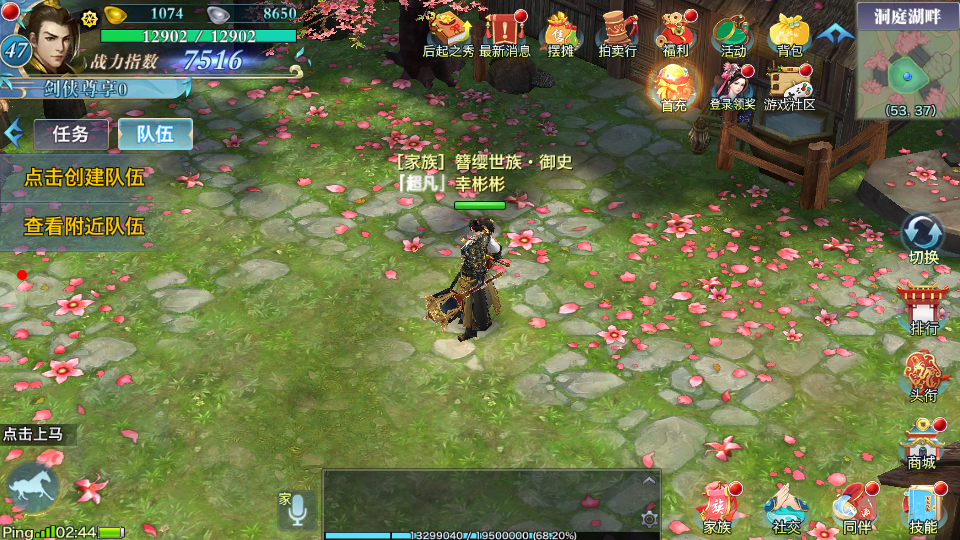 1074 8650
12902 / 12902
47
战力指数 7516
剑侠尊享0
后起之秀 最新消息 摆摊 拍卖行 福利 活动 背包
首充 登录领奖 游戏社区
洞庭湖畔
(53, 37)
任务 队伍
点击创建队伍
查看附近队伍
[家族] 簪缨世族·御史
「超凡」幸彬彬
切换
排行
头衔
商城
点击上马
家
家族 社交 同伴 技能
Ping 02:44
13299040 / 19500000 (68.20%)